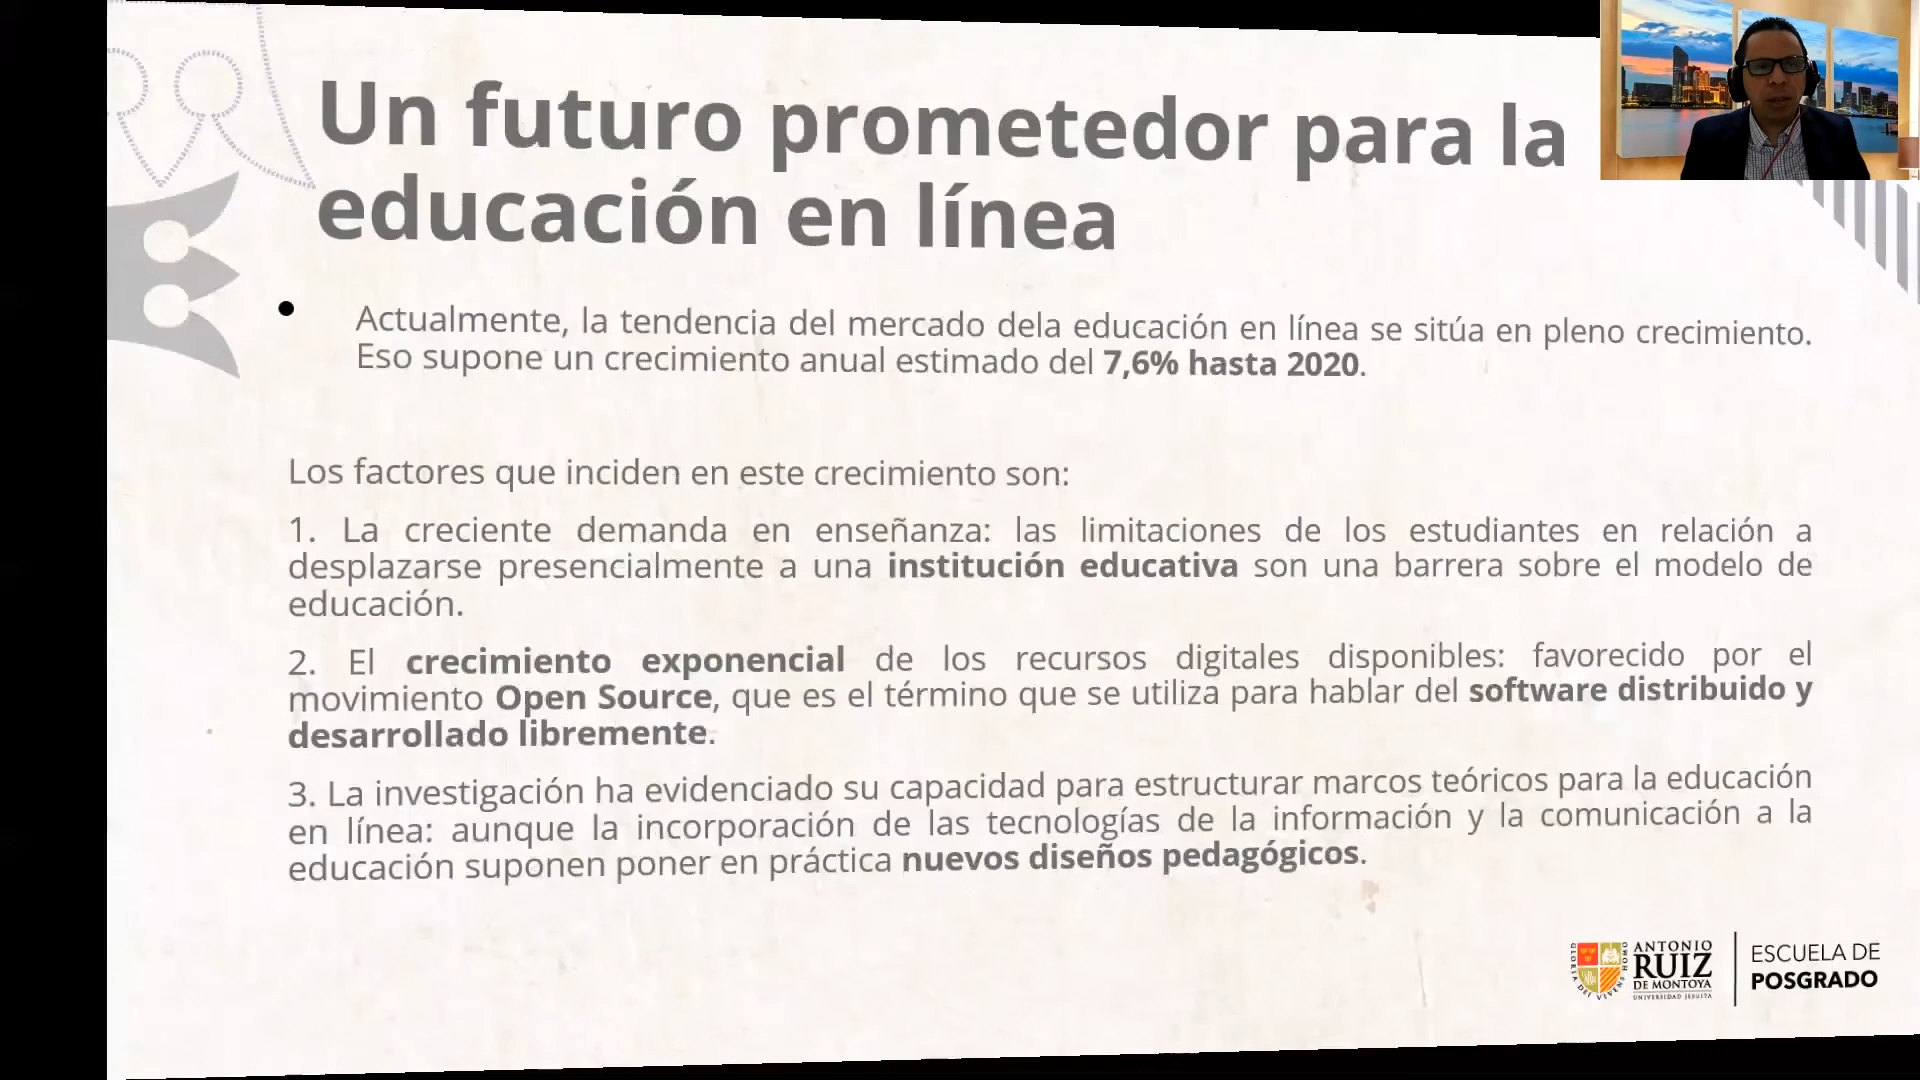 Un futuro prometedor para la
educación en línea
Actualmente, la tendencia del mercado dela educación en línea se sitúa en pleno crecimiento.
Eso supone un crecimiento anual estimado del 7,6% hasta 2020.
Los factores que inciden en este crecimiento son:
1. La creciente demanda en enseñanza: las limitaciones de los estudiantes en relación a
desplazarse presencialmente a una institución educativa son una barrera sobre el modelo de
educación.
2. El crecimiento exponencial de los recursos digitales disponibles: favorecido por el
movimiento Open Source, que es el término que se utiliza para hablar del software distribuido y
desarrollado libremente.
3. La investigación ha evidenciado su capacidad para estructurar marcos teóricos para la educación
en línea: aunque la incorporación de las tecnologías de la información y la comunicación a la
educación suponen poner en práctica nuevos diseños pedagógicos.
ANTONIO
RUIZ
DE MONTOYA
UNIVERSIDAD JESUITA
ESCUELA DE
POSGRADO